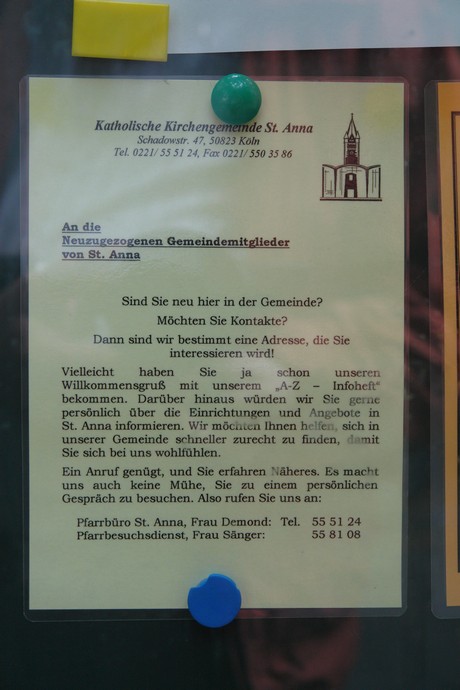 Katholische Kirchengemeinde St. Anna
Schadowstr. 47, 50823 Köln
Tel. 0221/ 55 51 24, Fax 0221/ 550 35 86
An die
Neuzugezogenen Gemeindemitglieder
von St. Anna
Sind Sie neu hier in der Gemeinde?
Möchten Sie Kontakte?
Dann sind wir bestimmt eine Adresse, die Sie
interessieren wird!
Vielleicht haben Sie ja schon unseren
Willkommensgruß mit unserem „A-Z – Infoheft"
bekommen. Darüber hinaus würden wir Sie gerne
persönlich über die Einrichtungen und Angebote in
St. Anna informieren. Wir möchten Ihnen helfen, sich in
unserer Gemeinde schneller zurecht zu finden, damit
Sie sich bei uns wohlfühlen.
Ein Anruf genügt, und Sie erfahren Näheres. Es macht
uns auch keine Mühe, Sie zu einem persönlichen
Gespräch zu besuchen. Also rufen Sie uns an:
Pfarrbüro St. Anna, Frau Demond: Tel. 55 51 24
Pfarrbesuchsdienst, Frau Sänger: 55 81 08